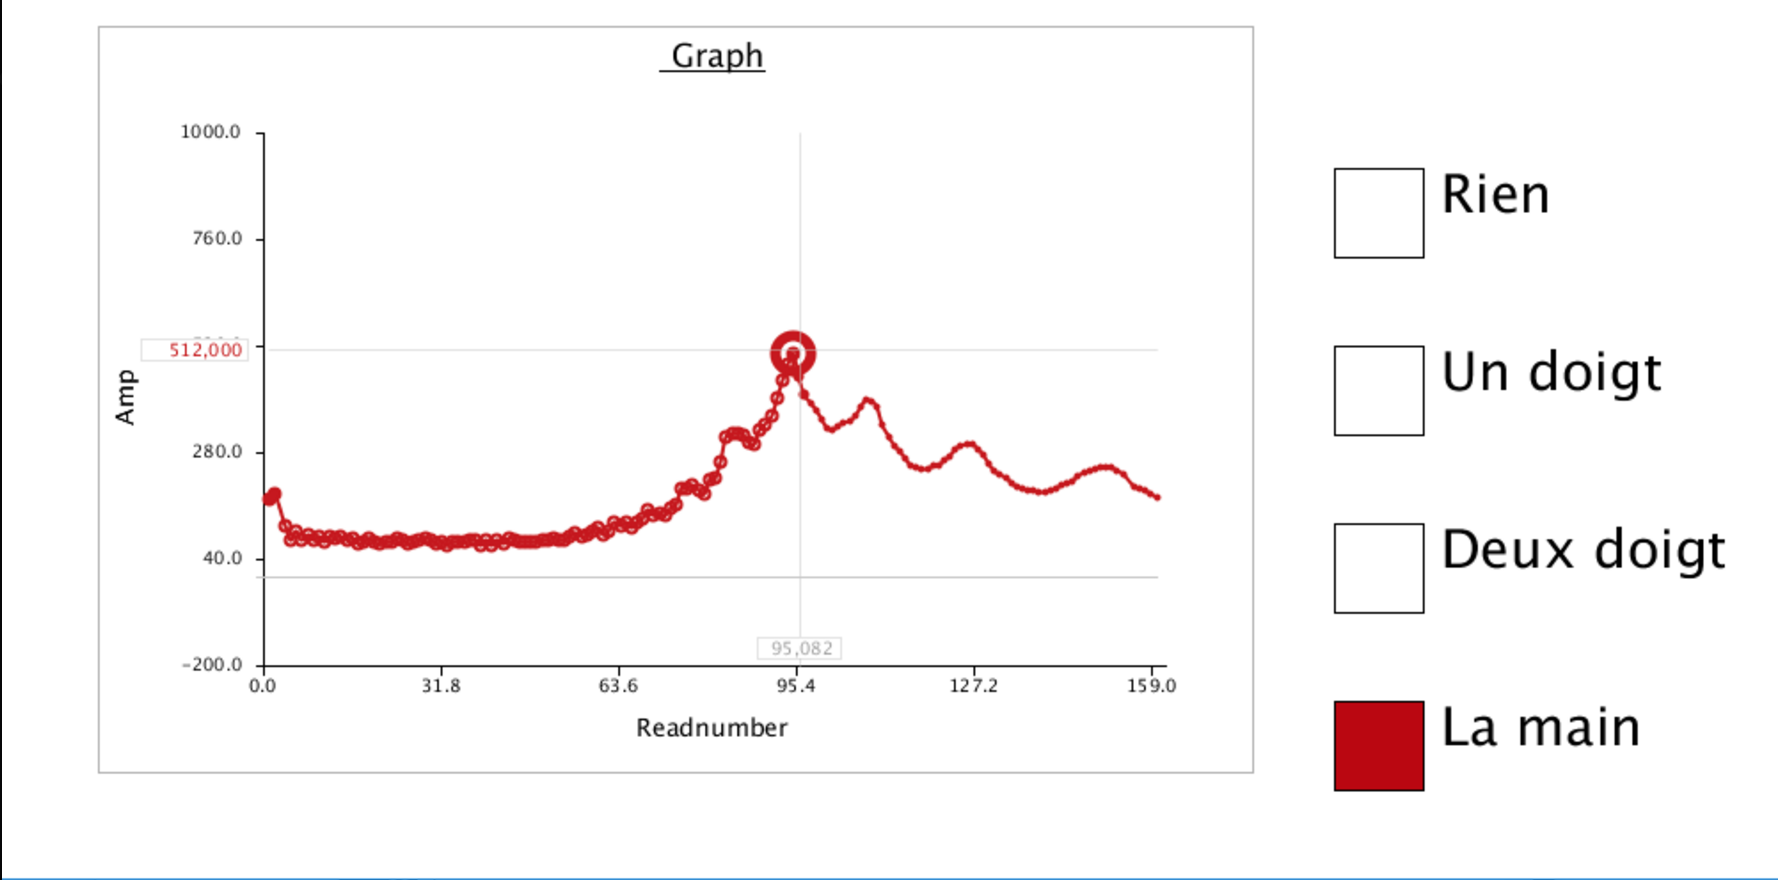 Graph
1000.0
760.0
512,000
280.0
40.0
-200.0
Amp
95,082
0.0
31.8
63.6
95.4
127.2
159.0
Readnumber
Rien
Un doigt
Deux doigt
La main